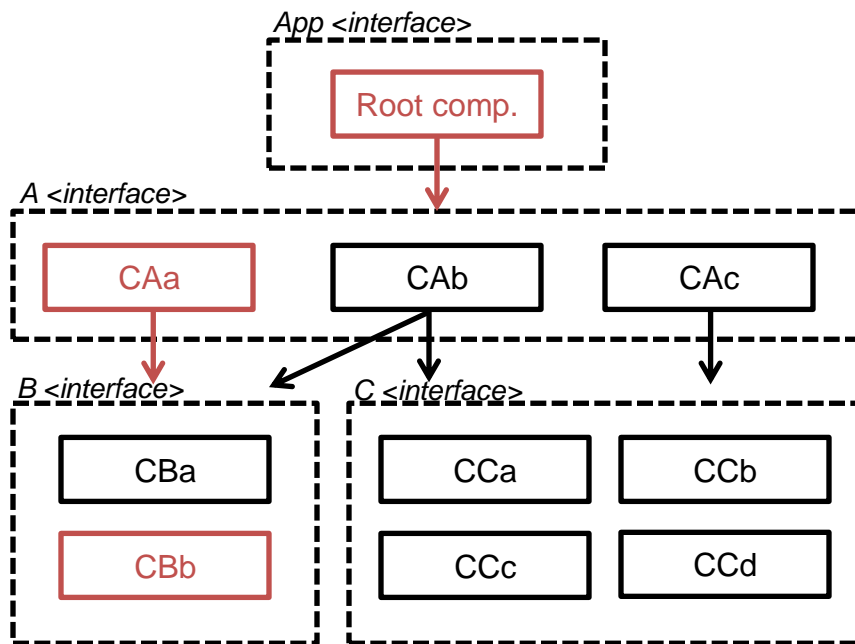 App <interface>
Root comp.
A <interface>
CAa
CAb
CAc
B <interface>
C <interface>
CBa
CCa
CCb
CBb
CCc
CCd